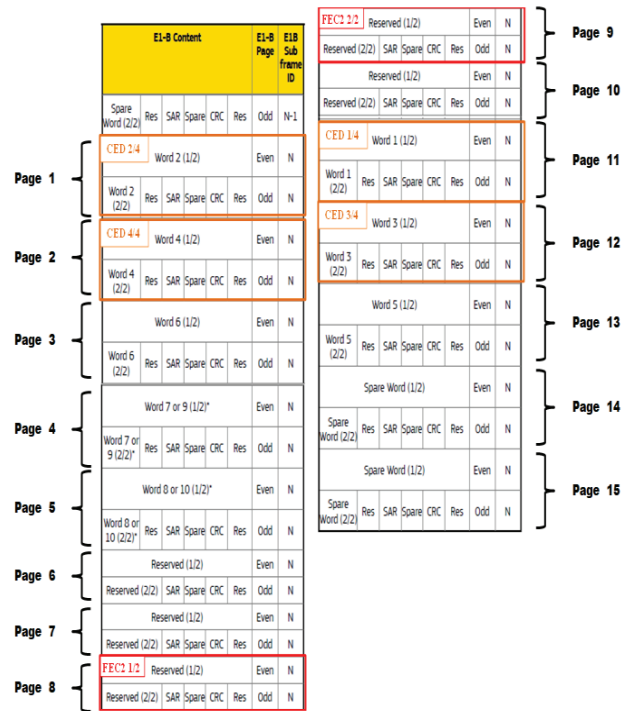 E1-B Content E1-B Page E1B Sub frame ID
Spare Word (2/2) Res SAR Spare CRC Res Odd N-1
Page 1
CED 2/4 Word 2 (1/2) Even N
Word 2 (2/2) Res SAR Spare CRC Res Odd N
Page 2
CED 4/4 Word 4 (1/2) Even N
Word 4 (2/2) Res SAR Spare CRC Res Odd N
Page 3
Word 6 (1/2) Even N
Word 6 (2/2) Res SAR Spare CRC Res Odd N
Page 4
Word 7 or 9 (1/2)* Even N
Word 7 or 9 (2/2)* Res SAR Spare CRC Res Odd N
Page 5
Word 8 or 10 (1/2)* Even N
Word 8 or 10 (2/2)* Res SAR Spare CRC Res Odd N
Page 6
Reserved (1/2) Even N
Reserved (2/2) SAR Spare CRC Res Odd N
Page 7
Reserved (1/2) Even N
Reserved (2/2) SAR Spare CRC Res Odd N
Page 8
FEC2 1/2 Reserved (1/2) Even N
Reserved (2/2) SAR Spare CRC Res Odd N
FEC2 2/2 Reserved (1/2) Even N
Reserved (2/2) SAR Spare CRC Res Odd N
Page 9
Reserved (1/2) Even N
Reserved (2/2) SAR Spare CRC Res Odd N
Page 10
CED 1/4 Word 1 (1/2) Even N
Word 1 (2/2) Res SAR Spare CRC Res Odd N
Page 11
CED 3/4 Word 3 (1/2) Even N
Word 3 (2/2) Res SAR Spare CRC Res Odd N
Page 12
Word 5 (1/2) Even N
Word 5 (2/2) Res SAR Spare CRC Res Odd N
Page 13
Spare Word (1/2) Even N
Spare Word (2/2) Res SAR Spare CRC Res Odd N
Page 14
Spare Word (1/2) Even N
Spare Word (2/2) Res SAR Spare CRC Res Odd N
Page 15